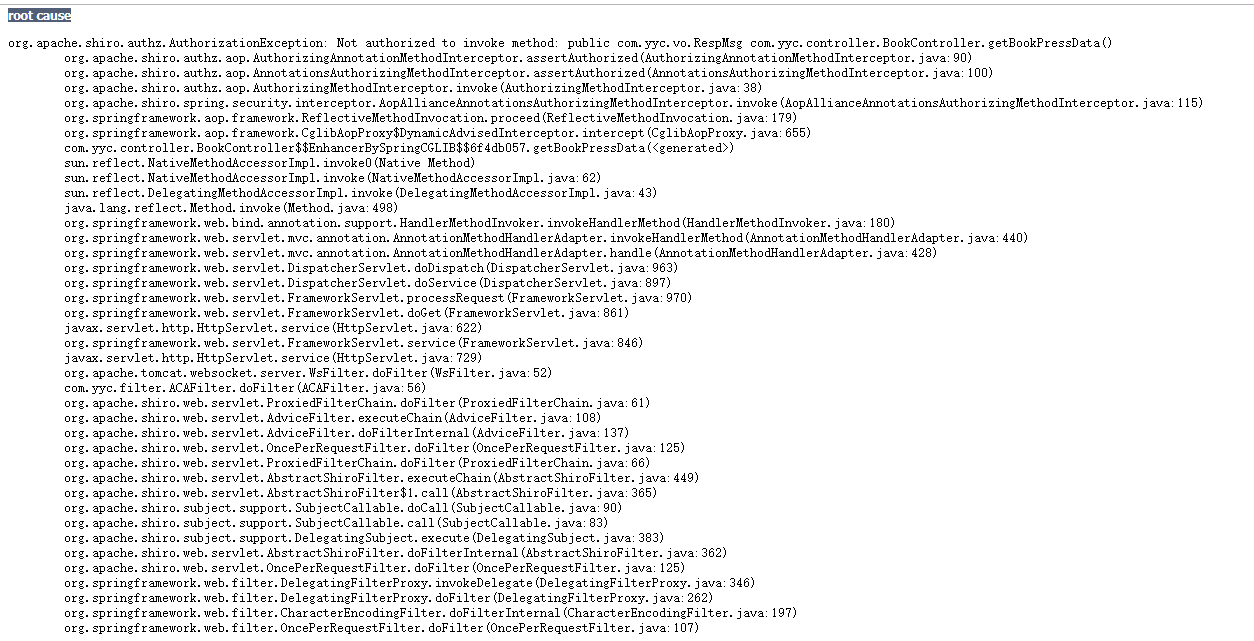 root cause
org.apache.shiro.authz.AuthorizationException: Not authorized to invoke method: public com.yyc.vo.RespMsg com.yyc.controller.BookController.getBookPressData()
org.apache.shiro.authz.aop.AuthorizingAnnotationMethodInterceptor.assertAuthorized(AuthorizingAnnotationMethodInterceptor.java:90)
org.apache.shiro.authz.aop.AnnotationsAuthorizingMethodInterceptor.assertAuthorized(AnnotationsAuthorizingMethodInterceptor.java:100)
org.apache.shiro.authz.aop.AuthorizingMethodInterceptor.invoke(AuthorizingMethodInterceptor.java:38)
org.apache.shiro.spring.security.interceptor.AopAllianceAnnotationsAuthorizingMethodInterceptor.invoke(AopAllianceAnnotationsAuthorizingMethodInterceptor.java:115)
org.springframework.aop.framework.ReflectiveMethodInvocation.proceed(ReflectiveMethodInvocation.java:179)
org.springframework.aop.framework.CglibAopProxy$DynamicAdvisedInterceptor.intercept(CglibAopProxy.java:655)
com.yyc.controller.BookController$$EnhancerBySpringCGLIB$$6f4db057.getBookPressData(<generated>)
sun.reflect.NativeMethodAccessorImpl.invoke0(Native Method)
sun.reflect.NativeMethodAccessorImpl.invoke(NativeMethodAccessorImpl.java:62)
sun.reflect.DelegatingMethodAccessorImpl.invoke(DelegatingMethodAccessorImpl.java:43)
java.lang.reflect.Method.invoke(Method.java:498)
org.springframework.web.bind.annotation.support.HandlerMethodInvoker.invokeHandlerMethod(HandlerMethodInvoker.java:180)
org.springframework.web.servlet.mvc.annotation.AnnotationMethodHandlerAdapter.invokeHandlerMethod(AnnotationMethodHandlerAdapter.java:440)
org.springframework.web.servlet.mvc.annotation.AnnotationMethodHandlerAdapter.handle(AnnotationMethodHandlerAdapter.java:428)
org.springframework.web.servlet.DispatcherServlet.doDispatch(DispatcherServlet.java:963)
org.springframework.web.servlet.DispatcherServlet.doService(DispatcherServlet.java:897)
org.springframework.web.servlet.FrameworkServlet.processRequest(FrameworkServlet.java:970)
org.springframework.web.servlet.FrameworkServlet.doGet(FrameworkServlet.java:861)
javax.servlet.http.HttpServlet.service(HttpServlet.java:622)
org.springframework.web.servlet.FrameworkServlet.service(FrameworkServlet.java:846)
javax.servlet.http.HttpServlet.service(HttpServlet.java:729)
org.apache.tomcat.websocket.server.WsFilter.doFilter(WsFilter.java:52)
com.yyc.filter.ACAFilter.doFilter(ACAFilter.java:56)
org.apache.shiro.web.servlet.ProxiedFilterChain.doFilter(ProxiedFilterChain.java:61)
org.apache.shiro.web.servlet.AdviceFilter.executeChain(AdviceFilter.java:108)
org.apache.shiro.web.servlet.AdviceFilter.doFilterInternal(AdviceFilter.java:137)
org.apache.shiro.web.servlet.OncePerRequestFilter.doFilter(OncePerRequestFilter.java:125)
org.apache.shiro.web.servlet.ProxiedFilterChain.doFilter(ProxiedFilterChain.java:66)
org.apache.shiro.web.servlet.AbstractShiroFilter.executeChain(AbstractShiroFilter.java:449)
org.apache.shiro.web.servlet.AbstractShiroFilter$1.call(AbstractShiroFilter.java:365)
org.apache.shiro.subject.support.SubjectCallable.doCall(SubjectCallable.java:90)
org.apache.shiro.subject.support.SubjectCallable.call(SubjectCallable.java:83)
org.apache.shiro.subject.support.DelegatingSubject.execute(DelegatingSubject.java:383)
org.apache.shiro.web.servlet.AbstractShiroFilter.doFilterInternal(AbstractShiroFilter.java:362)
org.apache.shiro.web.servlet.OncePerRequestFilter.doFilter(OncePerRequestFilter.java:125)
org.springframework.web.filter.DelegatingFilterProxy.invokeDelegate(DelegatingFilterProxy.java:346)
org.springframework.web.filter.DelegatingFilterProxy.doFilter(DelegatingFilterProxy.java:262)
org.springframework.web.filter.CharacterEncodingFilter.doFilterInternal(CharacterEncodingFilter.java:197)
org.springframework.web.filter.OncePerRequestFilter.doFilter(OncePerRequestFilter.java:107)